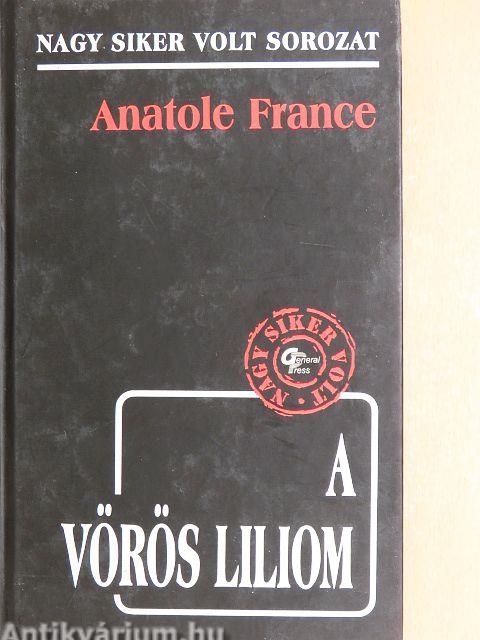 NAGY SIKER VOLT SOROZAT
Anatole France
NAGY SIKER VOLT •
General
Press
A
VÖRÖS LILIOM
Antikvárium.hu